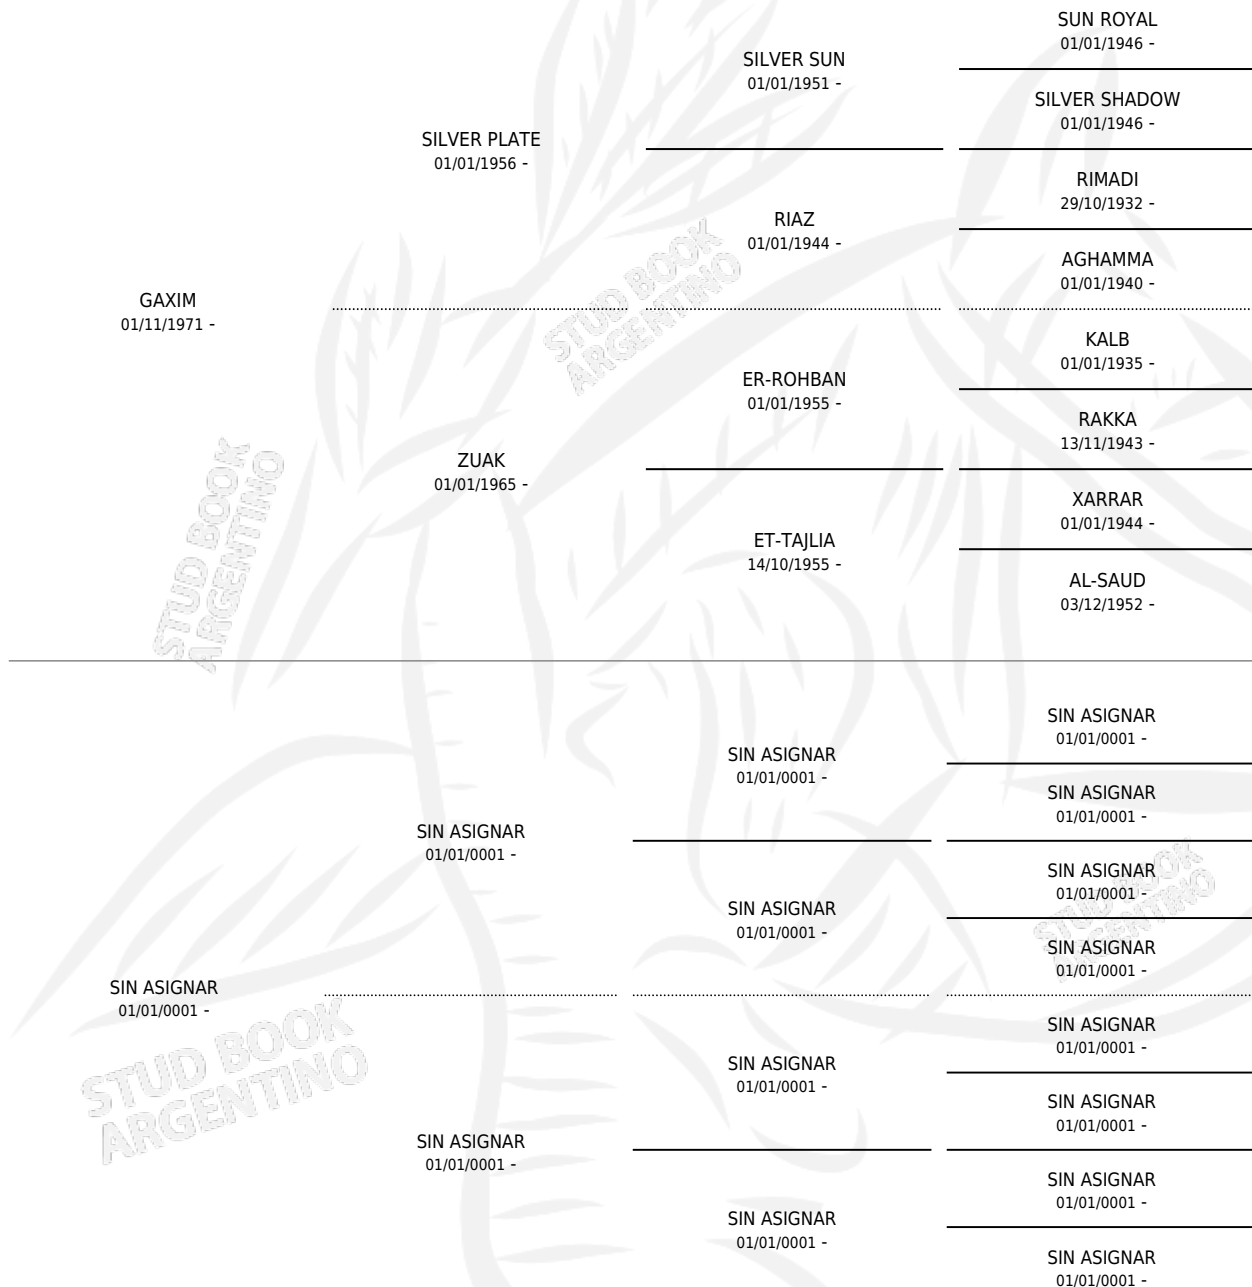 SUN ROYAL
01/01/1946 -
SILVER SUN
01/01/1951 -
SILVER SHADOW
01/01/1946 -
SILVER PLATE
01/01/1956 -
RIMADI
29/10/1932 -
RIAZ
01/01/1944 -
AGHAMMA
01/01/1940 -
GAXIM
01/11/1971 -
KALB
01/01/1935 -
ER-ROHBAN
01/01/1955 -
RAKKA
13/11/1943 -
ZUAK
01/01/1965 -
XARRAR
01/01/1944 -
ET-TAJLIA
14/10/1955 -
AL-SAUD
03/12/1952 -
STUD BOOK
ARGENTINO
STUD BOOK
ARGENTINO
SIN ASIGNAR
01/01/0001 -
SIN ASIGNAR
01/01/0001 -
SIN ASIGNAR
01/01/0001 -
SIN ASIGNAR
01/01/0001 -
SIN ASIGNAR
01/01/0001 -
SIN ASIGNAR
01/01/0001 -
SIN ASIGNAR
01/01/0001 -
SIN ASIGNAR
01/01/0001 -
SIN ASIGNAR
01/01/0001 -
SIN ASIGNAR
01/01/0001 -
SIN ASIGNAR
01/01/0001 -
SIN ASIGNAR
01/01/0001 -
SIN ASIGNAR
01/01/0001 -
SIN ASIGNAR
01/01/0001 -
SIN ASIGNAR
01/01/0001 -
STUD BOOK
ARGENTINO
STUD BOOK
ARGENTINO